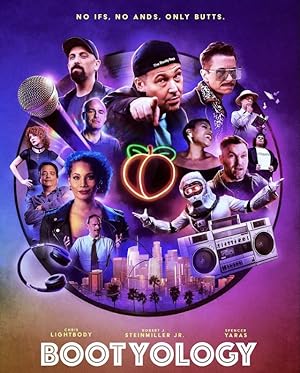 NO IFS, NO ANDS, ONLY BUTTS.
CHRIS
LIGHTBODY
ROBERT J.
STEINMILLER JR.
SPENCER
YARAS
BOOTYOLOGY